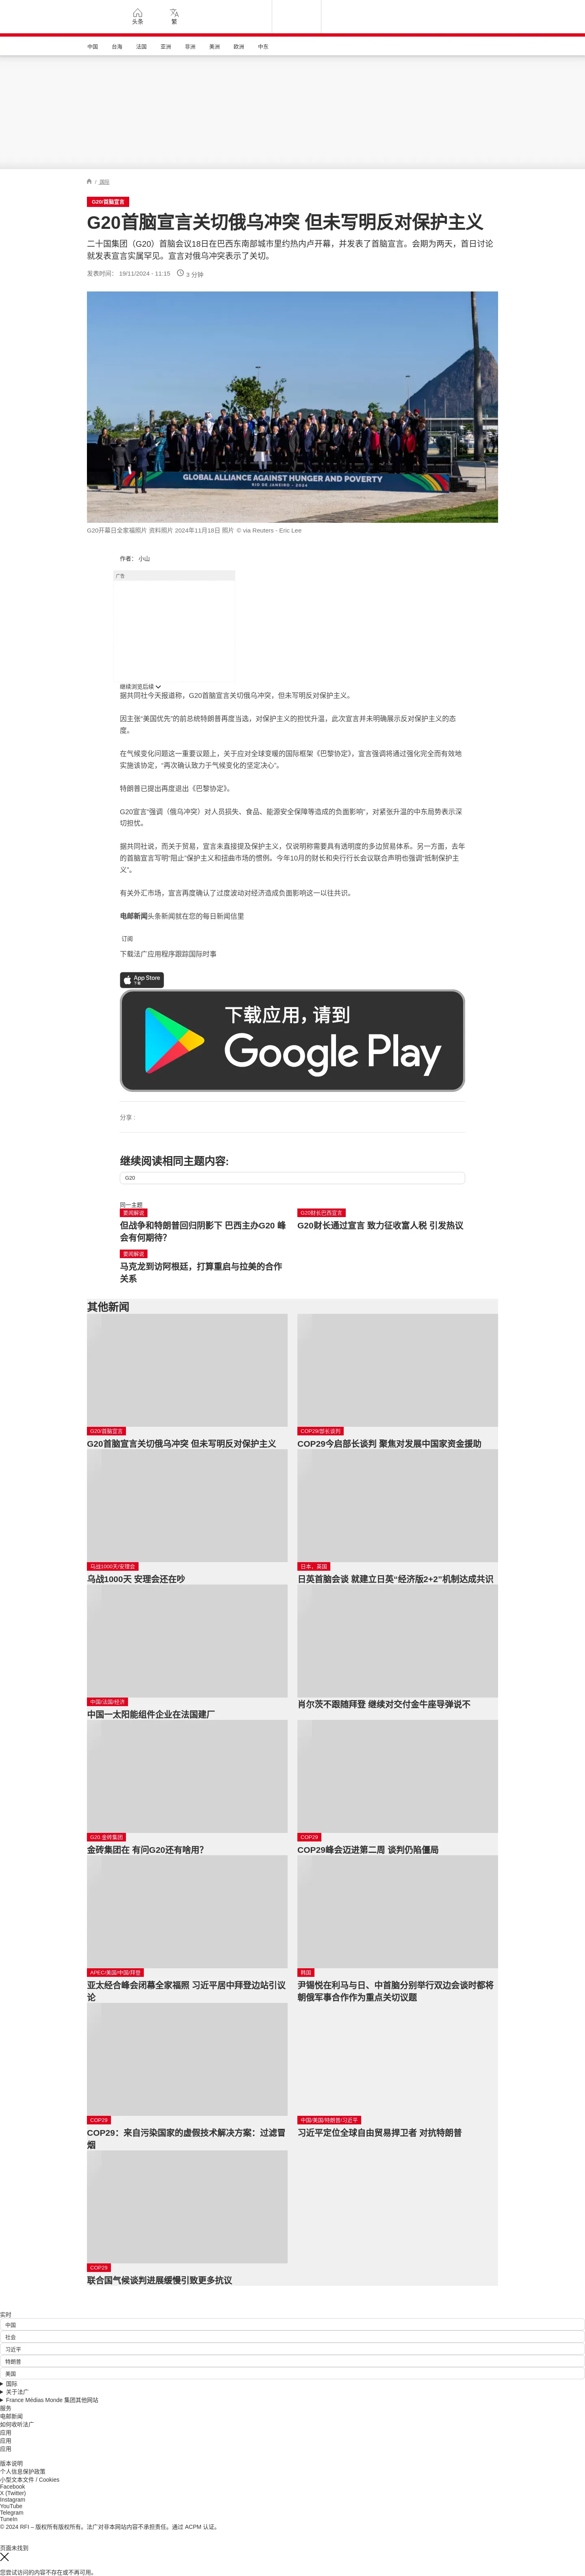 头条
繁
中国
台海
法国
亚洲
非洲
美洲
欧洲
中东
/ 国际
G20/首脑宣言
G20首脑宣言关切俄乌冲突 但未写明反对保护主义
二十国集团（G20）首脑会议18日在巴西东南部城市里约热内卢开幕，并发表了首脑宣言。会期为两天，首日讨论
就发表宣言实属罕见。宣言对俄乌冲突表示了关切。
发表时间： 19/11/2024 - 11:15
3 分钟
GLOBAL ALLIANCE AGAINST HUNGER AND POVERTY
RIO DE JANEIRO • 2024
G20开幕日全家福照片 资料照片 2024年11月18日 照片 © via Reuters - Eric Lee
作者： 小山
广告
继续浏览后续
据共同社今天报道称，G20首脑宣言关切俄乌冲突，但未写明反对保护主义。
因主张“美国优先”的前总统特朗普再度当选，对保护主义的担忧升温，此次宣言并未明确展示反对保护主义的态
度。
在气候变化问题这一重要议题上，关于应对全球变暖的国际框架《巴黎协定》，宣言强调将通过强化完全而有效地
实施该协定，“再次确认致力于气候变化的坚定决心”。
特朗普已提出再度退出《巴黎协定》。
G20宣言“强调（俄乌冲突）对人员损失、食品、能源安全保障等造成的负面影响”，对紧张升温的中东局势表示深
切担忧。
据共同社说，而关于贸易，宣言未直接提及保护主义，仅说明称需要具有透明度的多边贸易体系。另一方面，去年
的首脑宣言写明“阻止”保护主义和扭曲市场的惯例。今年10月的财长和央行行长会议联合声明也强调“抵制保护主
义”。
有关外汇市场，宣言再度确认了过度波动对经济造成负面影响这一以往共识。
电邮新闻头条新闻就在您的每日新闻信里
订阅
下载法广应用程序跟踪国际时事
App Store
下载
下载应用，请到
Google Play
分享 :
继续阅读相同主题内容:
G20
同一主题
要闻解说
但战争和特朗普回归阴影下 巴西主办G20 峰
会有何期待？
G20财长巴西宣言
G20财长通过宣言 致力征收富人税 引发热议
要闻解说
马克龙到访阿根廷，打算重启与拉美的合作
关系
其他新闻
G20/首脑宣言
G20首脑宣言关切俄乌冲突 但未写明反对保护主义
COP29/部长谈判
COP29今启部长谈判 聚焦对发展中国家资金援助
乌战1000天/安理会
乌战1000天 安理会还在吵
日本、英国
日英首脑会谈 就建立日英“经济版2+2”机制达成共识
中国/法国/经济
中国一太阳能组件企业在法国建厂
肖尔茨不跟随拜登 继续对交付金牛座导弹说不
G20 金砖集团
金砖集团在 有问G20还有啥用？
COP29
COP29峰会迈进第二周 谈判仍陷僵局
APEC/美国/中国/拜登
亚太经合峰会闭幕全家福照 习近平居中拜登边站引议
论
韩国
尹锡悦在利马与日、中首脑分别举行双边会谈时都将
朝俄军事合作作为重点关切议题
COP29
COP29：来自污染国家的虚假技术解决方案：过滤冒
烟
中国/美国/特朗普/习近平
习近平定位全球自由贸易捍卫者 对抗特朗普
COP29
联合国气候谈判进展缓慢引致更多抗议
实时
中国
社会
习近平
特朗普
美国
国际
关于法广
France Médias Monde 集团其他网站
服务
电邮新闻
如何收听法广
应用
应用
应用
版本说明
个人信息保护政策
小型文本文件 / Cookies
Facebook
X (Twitter)
Instagram
YouTube
Telegram
TuneIn
© 2024 RFI – 版权所有版权所有。法广对非本网站内容不承担责任。通过 ACPM 认证。
页面未找到
您尝试访问的内容不存在或不再可用。